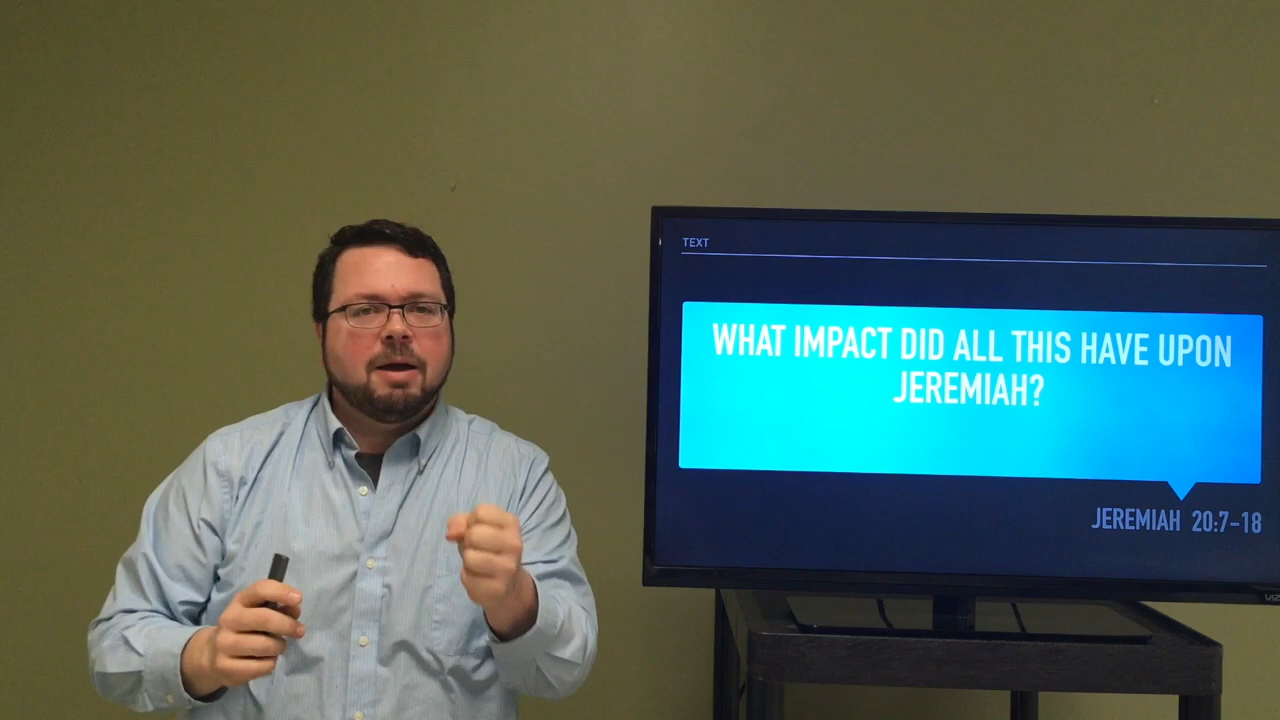 TEXT
WHAT IMPACT DID ALL THIS HAVE UPON
JEREMIAH?
JEREMIAH 20:7-18